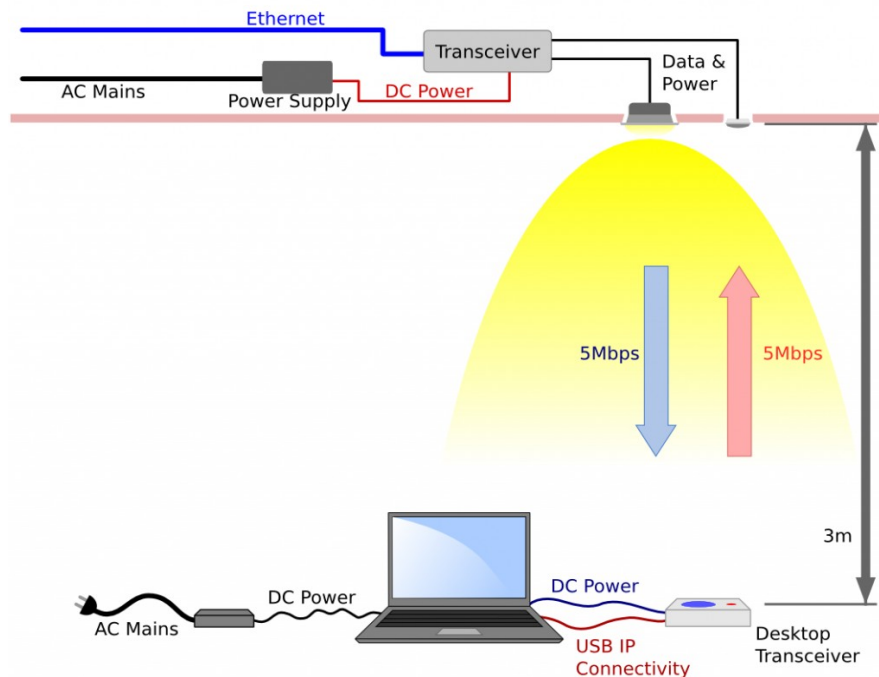 Ethernet
Transceiver
Data &
Power
AC Mains
Power Supply
DC Power
5Mbps
5Mbps
3m
DC Power
DC Power
AC Mains
USB IP
Connectivity
Desktop
Transceiver